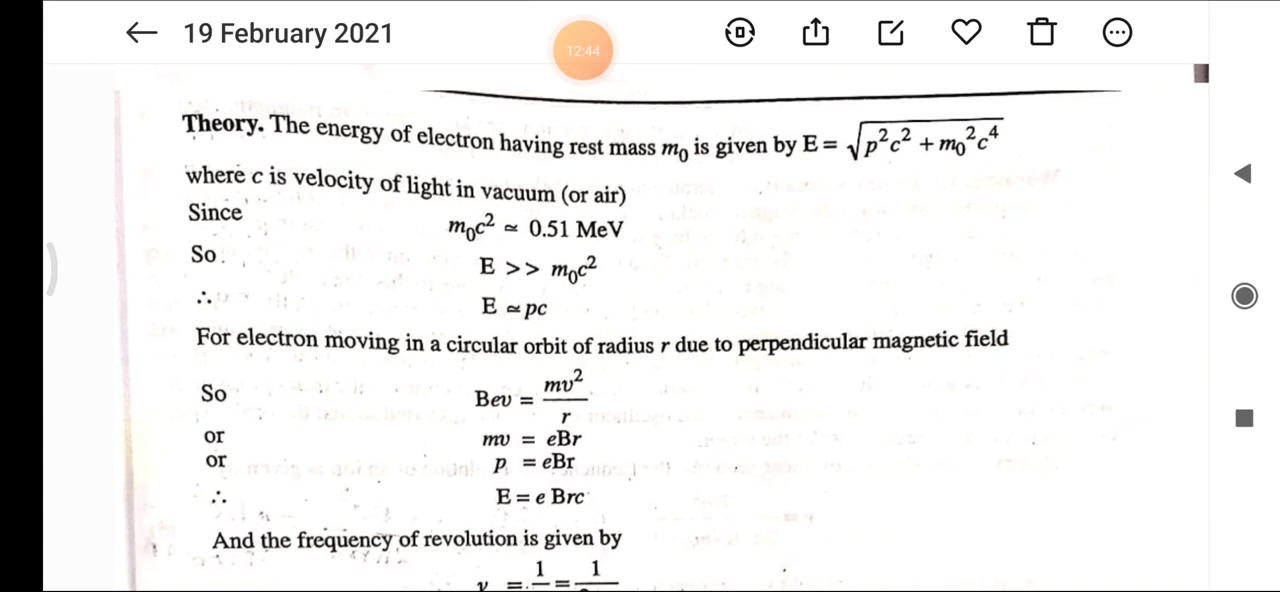 19 February 2021
12:44
Theory. The energy of electron having rest mass m₀ is given by E = √p²c² + m₀²c⁴
where c is velocity of light in vacuum (or air)
Since m₀c² ≃ 0.51 MeV
So E >> m₀c²
∴ E ≃ pc
For electron moving in a circular orbit of radius r due to perpendicular magnetic field
So Bev = mv²/r
or mv = eBr
or p = eBr
∴ E = e Brc
And the frequency of revolution is given by
ν = 1 = 1